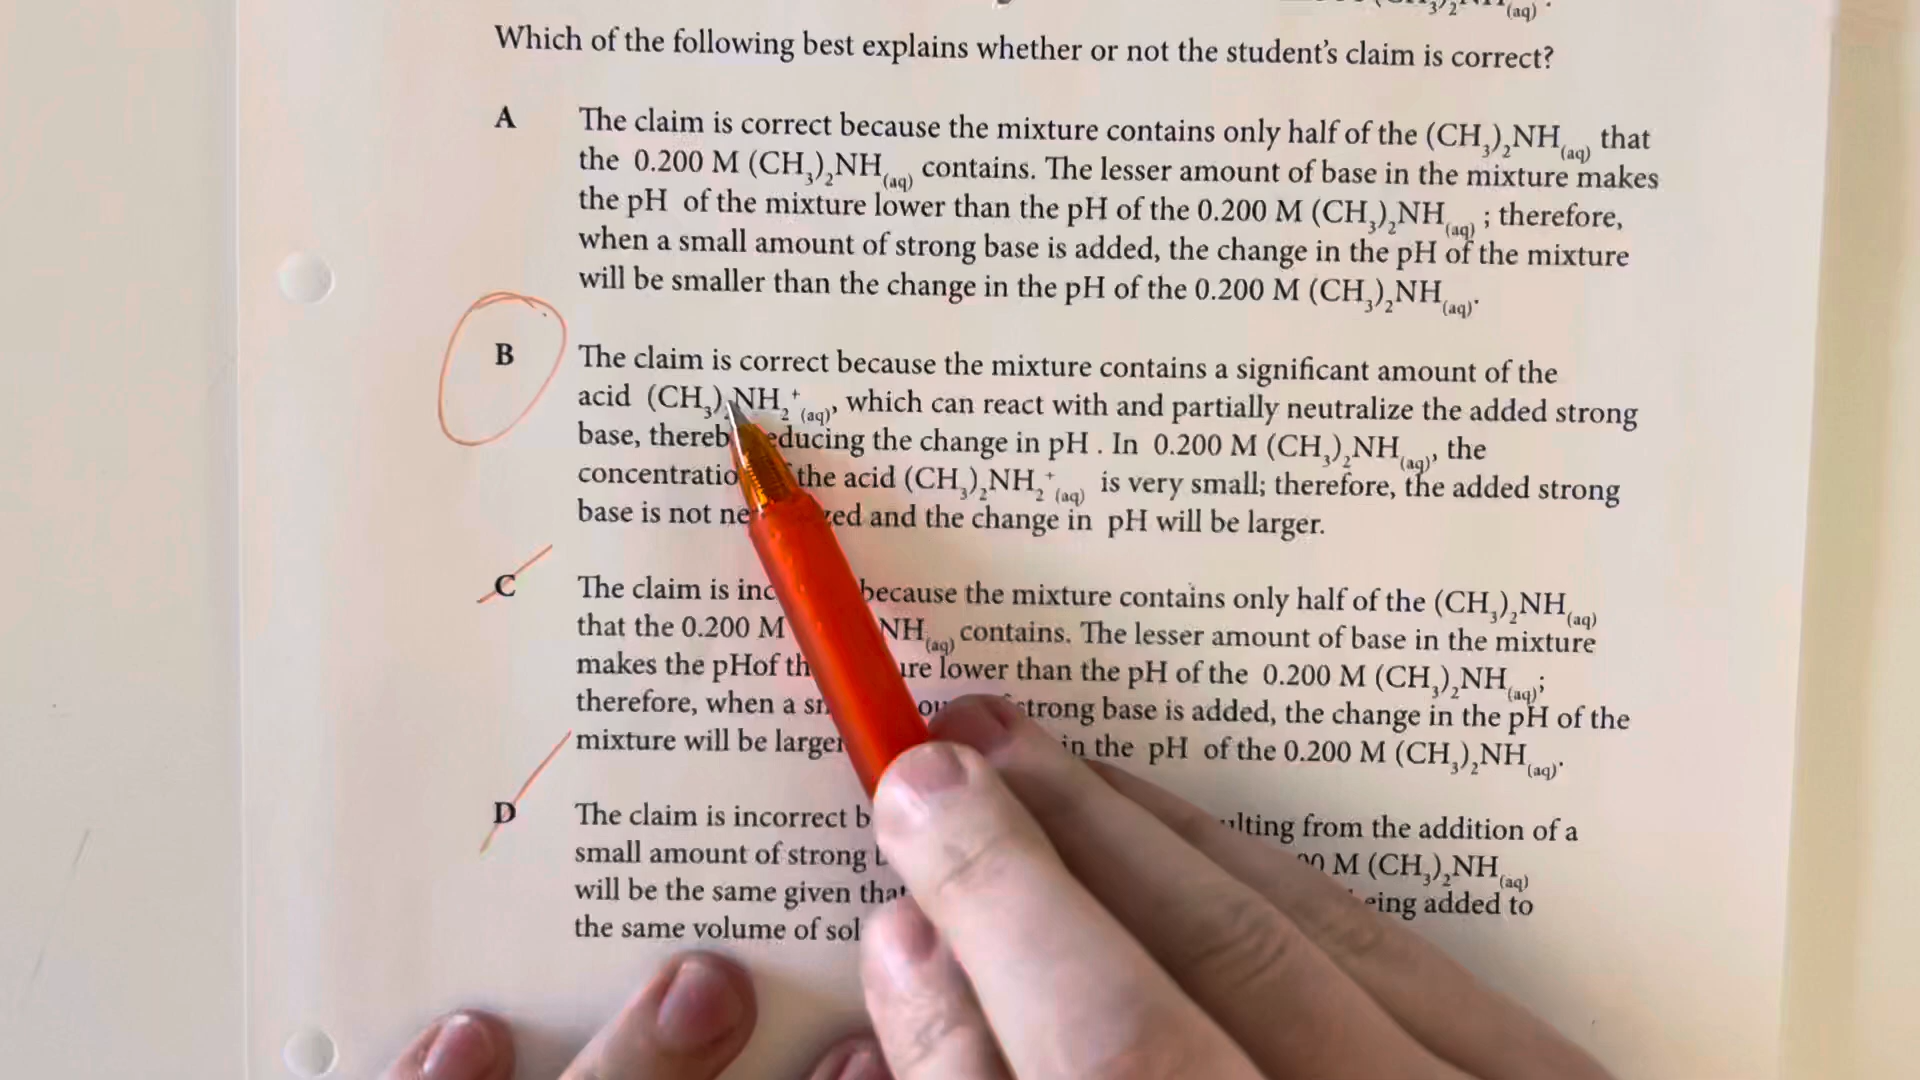 (aq).
Which of the following best explains whether or not the student's claim is correct?
A The claim is correct because the mixture contains only half of the (CH₃)₂NH(aq) that
the 0.200 M (CH₃)₂NH(aq) contains. The lesser amount of base in the mixture makes
the pH of the mixture lower than the pH of the 0.200 M (CH₃)₂NH(aq) ; therefore,
when a small amount of strong base is added, the change in the pH of the mixture
will be smaller than the change in the pH of the 0.200 M (CH₃)₂NH(aq).
B The claim is correct because the mixture contains a significant amount of the
acid (CH₃)₂NH₂⁺(aq), which can react with and partially neutralize the added strong
base, thereb educing the change in pH . In 0.200 M (CH₃)₂NH(aq), the
concentratio the acid (CH₃)₂NH₂⁺(aq) is very small; therefore, the added strong
base is not ne zed and the change in pH will be larger.
C The claim is inc because the mixture contains only half of the (CH₃)₂NH(aq)
that the 0.200 M NH(aq) contains. The lesser amount of base in the mixture
makes the pHof th ure lower than the pH of the 0.200 M (CH₃)₂NH(aq);
therefore, when a sm ou strong base is added, the change in the pH of the
mixture will be larger in the pH of the 0.200 M (CH₃)₂NH(aq).
D The claim is incorrect b ulting from the addition of a
small amount of strong 0 M (CH₃)₂NH(aq)
will be the same given that eing added to
the same volume of sol